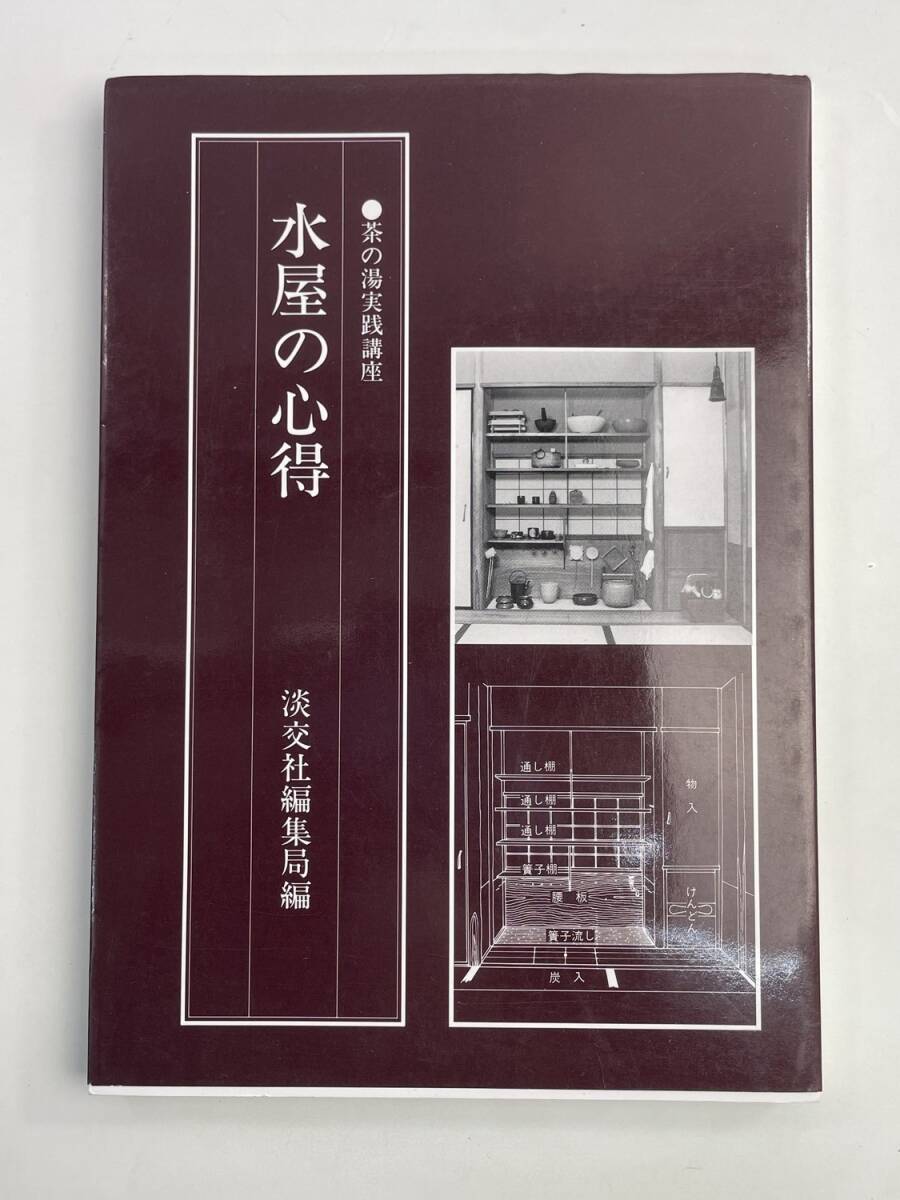 ●茶の湯実践講座
水屋の心得
淡交社編集局編
通し棚
通し棚
通し棚
簀子棚
腰板
簀子流し
炭入
物入
けんどん